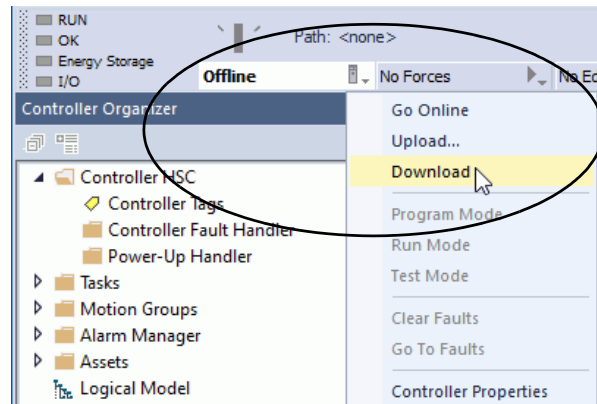 RUN
OK
Energy Storage
I/O
Path: <none>
Offline
No Forces
No Ed
Controller Organizer
Go Online
Upload...
Download
Program Mode
Run Mode
Test Mode
Clear Faults
Go To Faults
Controller Properties
Controller HSC
Controller Tags
Controller Fault Handler
Power-Up Handler
Tasks
Motion Groups
Alarm Manager
Assets
Logical Model